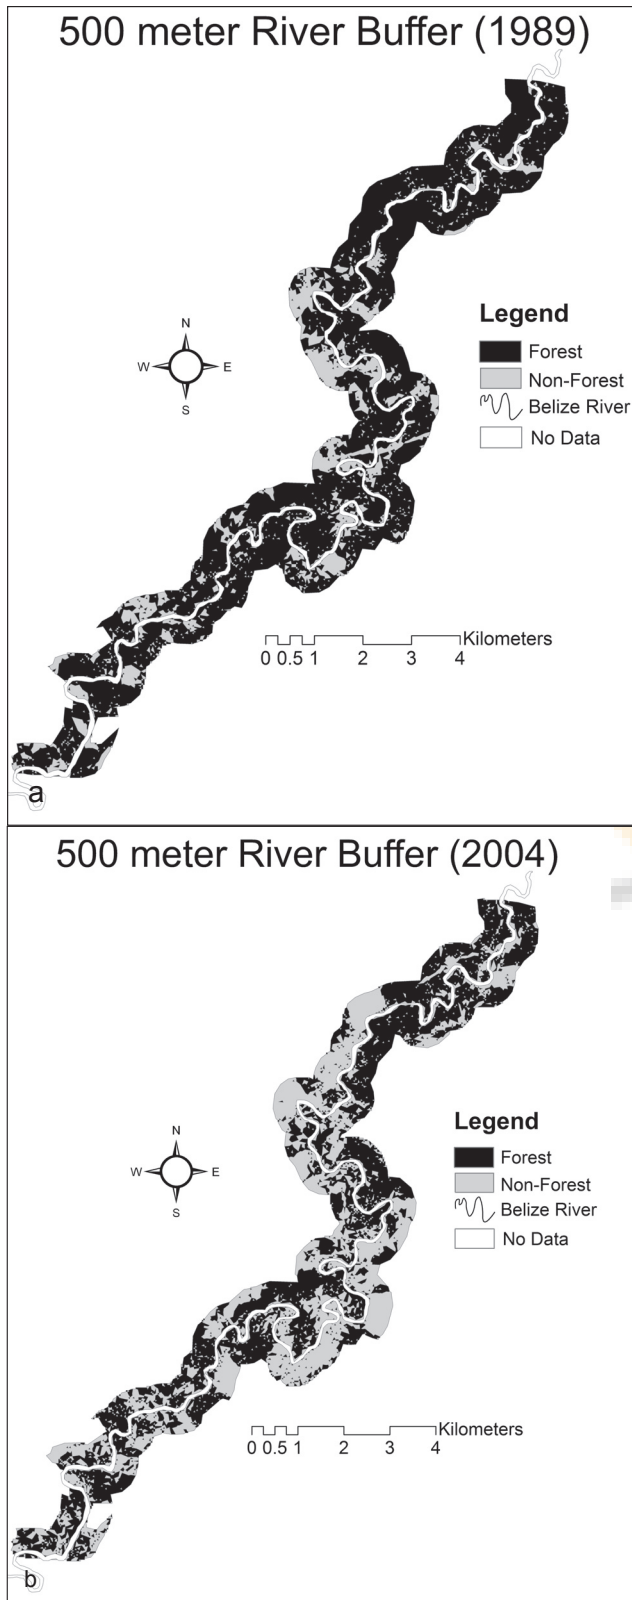 500 meter River Buffer (1989)
N
W E
S
Legend
Forest
Non-Forest
Belize River
No Data
Kilometers
0 0.5 1 2 3 4
a
500 meter River Buffer (2004)
N
W E
S
Legend
Forest
Non-Forest
Belize River
No Data
Kilometers
0 0.5 1 2 3 4
b